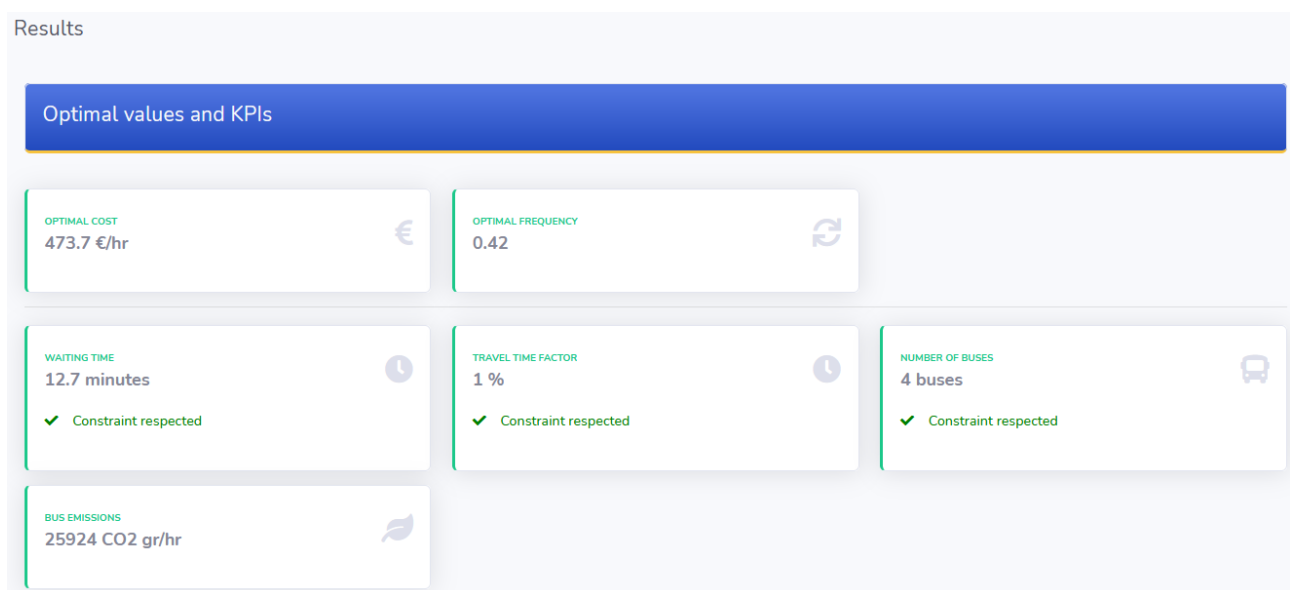 Results
Optimal values and KPIs
OPTIMAL COST
473.7 €/hr
€
OPTIMAL FREQUENCY
0.42
WAITING TIME
12.7 minutes
Constraint respected
TRAVEL TIME FACTOR
1 %
Constraint respected
NUMBER OF BUSES
4 buses
Constraint respected
BUS EMISSIONS
25924 CO2 gr/hr